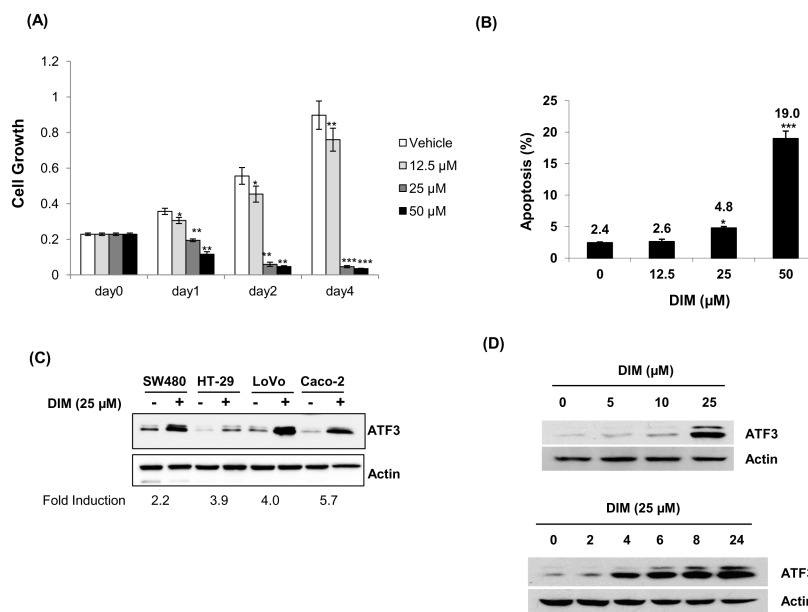 (A)
1.2
1
0.8
0.6
0.4
0.2
0
Cell Growth
* ** **
* ** **
** *** ***
day0 day1 day2 day4
Vehicle
12.5 µM
25 µM
50 µM
(B)
25
20
15
10
5
0
Apoptosis (%)
2.4 2.6 4.8 19.0
* ***
0 12.5 25 50
DIM (µM)
(C)
SW480 HT-29 LoVo Caco-2
DIM (25 µM) - + - + - + - +
ATF3
Actin
Fold Induction 2.2 3.9 4.0 5.7
(D)
DIM (µM)
0 5 10 25
ATF3
Actin
DIM (25 µM)
0 2 4 6 8 24
ATF3
Actin